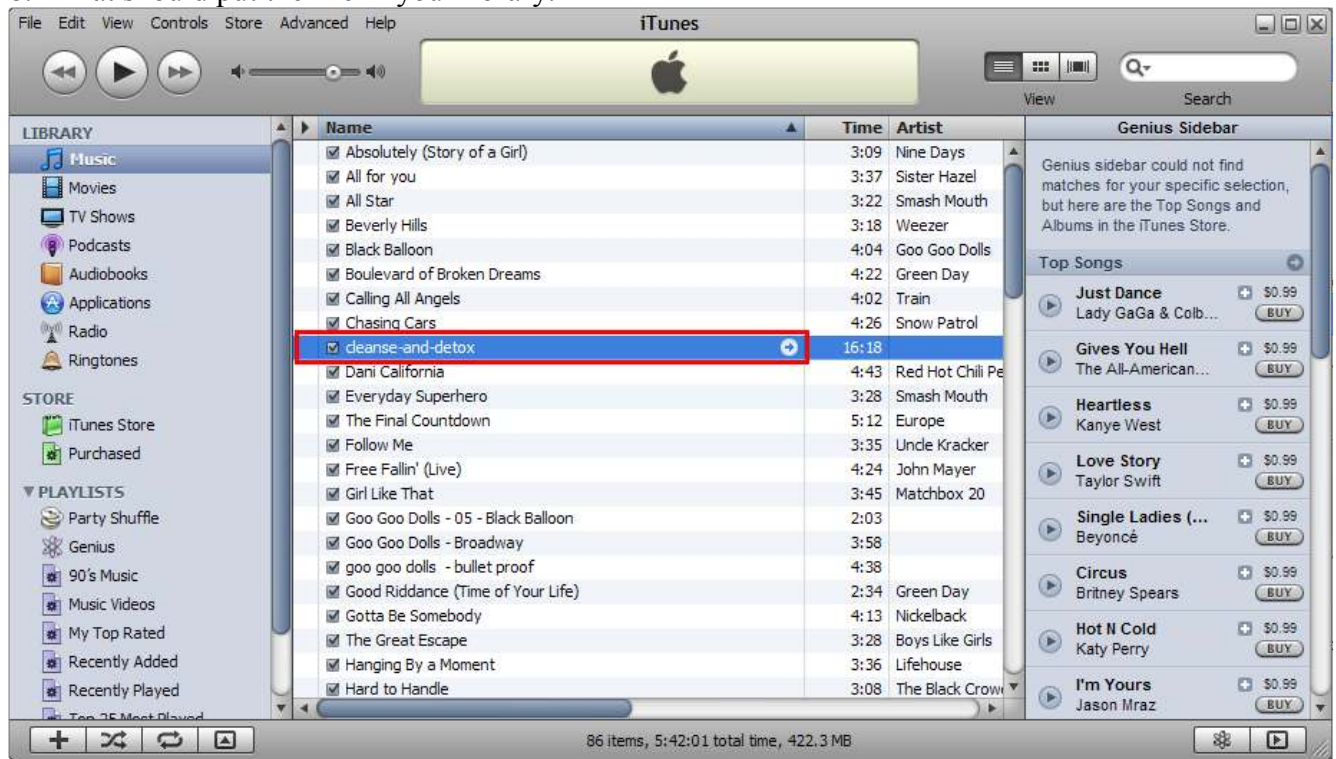 File Edit View Controls Store Advanced Help
iTunes
View
Search
LIBRARY
Music
Movies
TV Shows
Podcasts
Audiobooks
Applications
Radio
Ringtones
STORE
iTunes Store
Purchased
PLAYLISTS
Party Shuffle
Genius
90's Music
Music Videos
My Top Rated
Recently Added
Recently Played
Name Time Artist
Absolutely (Story of a Girl) 3:09 Nine Days
All for you 3:37 Sister Hazel
All Star 3:22 Smash Mouth
Beverly Hills 3:18 Weezer
Black Balloon 4:04 Goo Goo Dolls
Boulevard of Broken Dreams 4:22 Green Day
Calling All Angels 4:02 Train
Chasing Cars 4:26 Snow Patrol
cleanse-and-detox 16:18
Dani California 4:43 Red Hot Chili Pe
Everyday Superhero 3:28 Smash Mouth
The Final Countdown 5:12 Europe
Follow Me 3:35 Uncle Kracker
Free Fallin' (Live) 4:24 John Mayer
Girl Like That 3:45 Matchbox 20
Goo Goo Dolls - 05 - Black Balloon 2:03
Goo Goo Dolls - Broadway 3:58
goo goo dolls - bullet proof 4:38
Good Riddance (Time of Your Life) 2:34 Green Day
Gotta Be Somebody 4:13 Nickelback
The Great Escape 3:28 Boys Like Girls
Hanging By a Moment 3:36 Lifehouse
Hard to Handle 3:08 The Black Crow
Genius Sidebar
Genius sidebar could not find
matches for your specific selection,
but here are the Top Songs and
Albums in the iTunes Store.
Top Songs
Just Dance $0.99
Lady GaGa & Colb... BUY
Gives You Hell $0.99
The All-American... BUY
Heartless $0.99
Kanye West BUY
Love Story $0.99
Taylor Swift BUY
Single Ladies (... $0.99
Beyoncé BUY
Circus $0.99
Britney Spears BUY
Hot N Cold $0.99
Katy Perry BUY
I'm Yours $0.99
Jason Mraz BUY
86 items, 5:42:01 total time, 422.3 MB